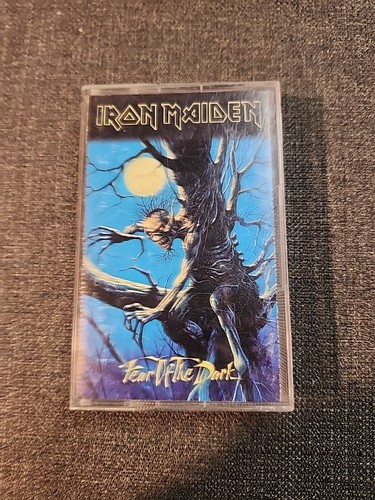 IRON MAIDEN
Fear Of The Dark